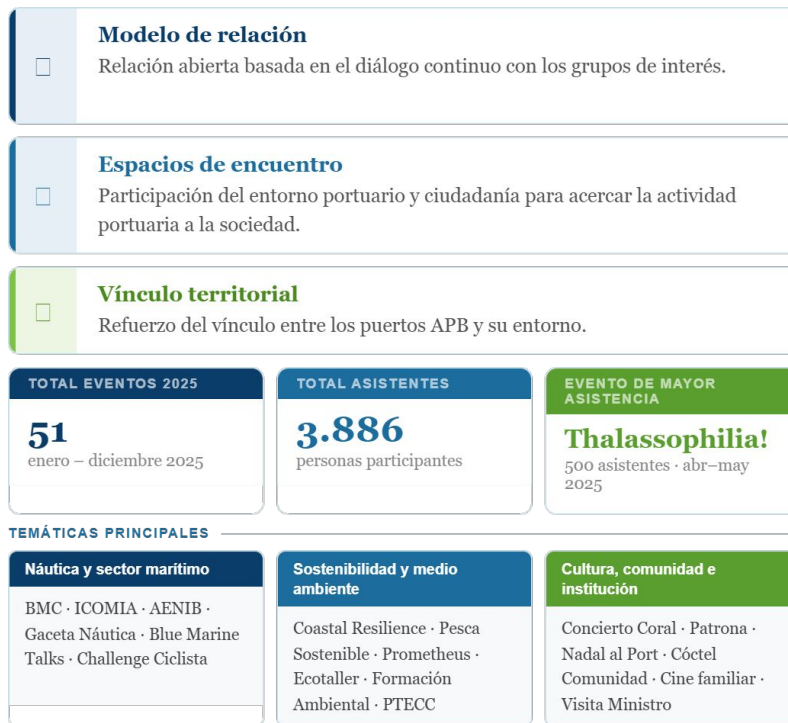 Modelo de relación
Relación abierta basada en el diálogo continuo con los grupos de interés.
Espacios de encuentro
Participación del entorno portuario y ciudadanía para acercar la actividad
portuaria a la sociedad.
Vínculo territorial
Refuerzo del vínculo entre los puertos APB y su entorno.
TOTAL EVENTOS 2025
51
enero – diciembre 2025
TOTAL ASISTENTES
3.886
personas participantes
EVENTO DE MAYOR
ASISTENCIA
Thalassophilia!
500 asistentes · abr–may
2025
TEMÁTICAS PRINCIPALES
Náutica y sector marítimo
BMC · ICOMIA · AENIB ·
Gaceta Náutica · Blue Marine
Talks · Challenge Ciclista
Sostenibilidad y medio
ambiente
Coastal Resilience · Pesca
Sostenible · Prometheus ·
Ecotaller · Formación
Ambiental · PTECC
Cultura, comunidad e
institución
Concierto Coral · Patrona ·
Nadal al Port · Cóctel
Comunidad · Cine familiar ·
Visita Ministro